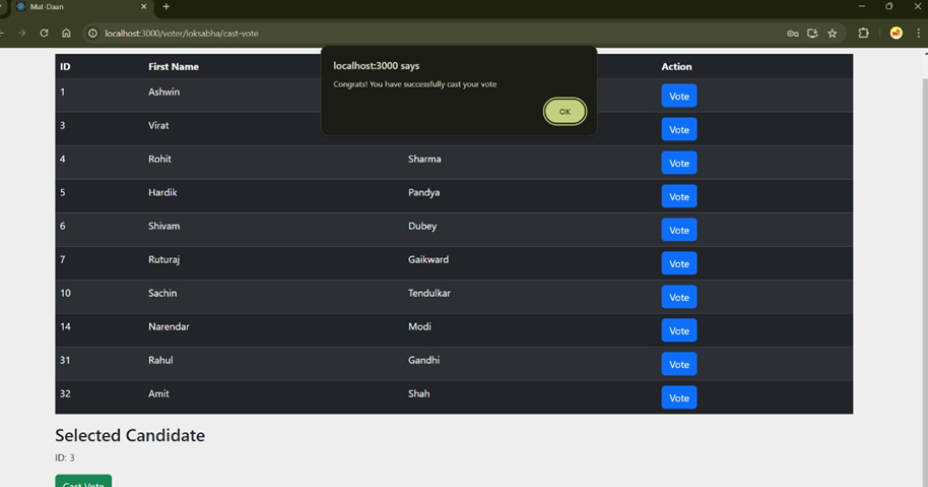 Mat-Daan
localhost:3000/voter/loksabha/cast-vote
localhost:3000 says
Congrats! You have successfully cast your vote
OK
ID First Name Action
1 Ashwin Vote
3 Virat Vote
4 Rohit Sharma Vote
5 Hardik Pandya Vote
6 Shivam Dubey Vote
7 Ruturaj Gaikward Vote
10 Sachin Tendulkar Vote
14 Narendar Modi Vote
31 Rahul Gandhi Vote
32 Amit Shah Vote
Selected Candidate
ID: 3
Cast Vote